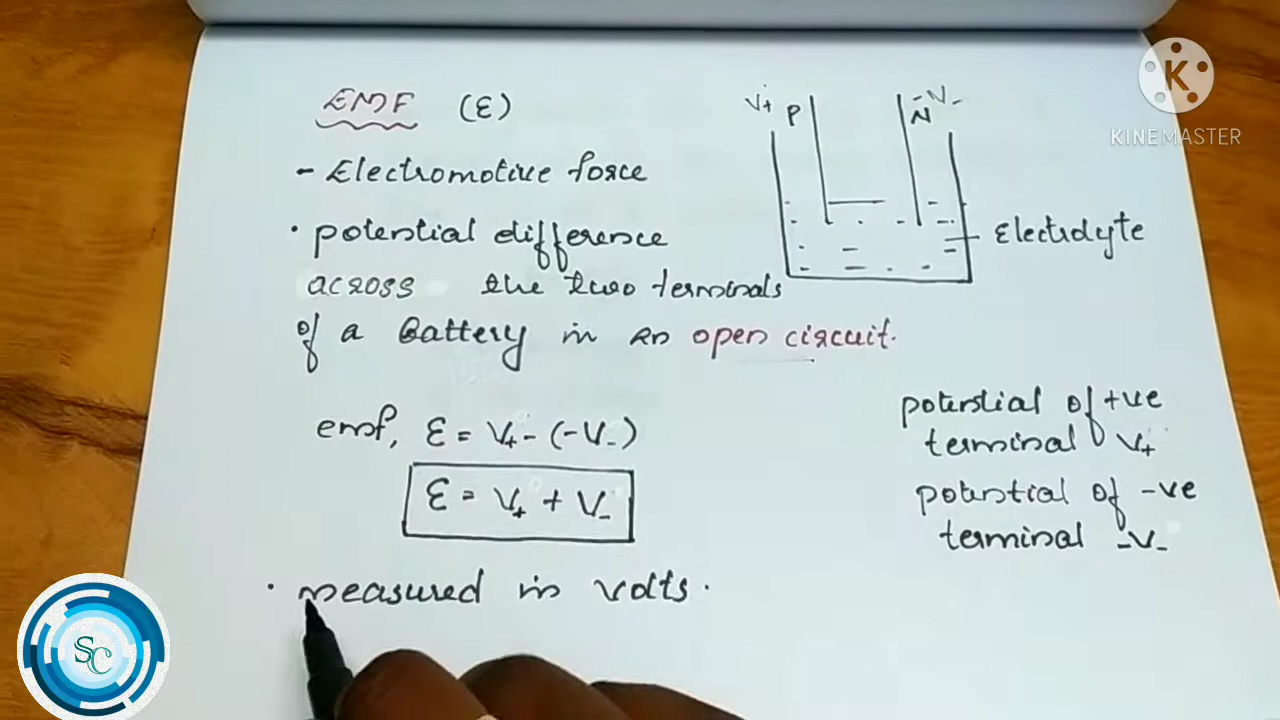 EMF (ε)
- Electromotive force
• potential difference
across the two terminals
of a Battery in an open circuit.
emf, ε = V+ - (-V-)
ε = V+ + V-
• measured in volts.
V+ P N -V-
Electrolyte
potential of +ve
terminal V+
potential of -ve
terminal -V-
K
KINEMASTER
SC